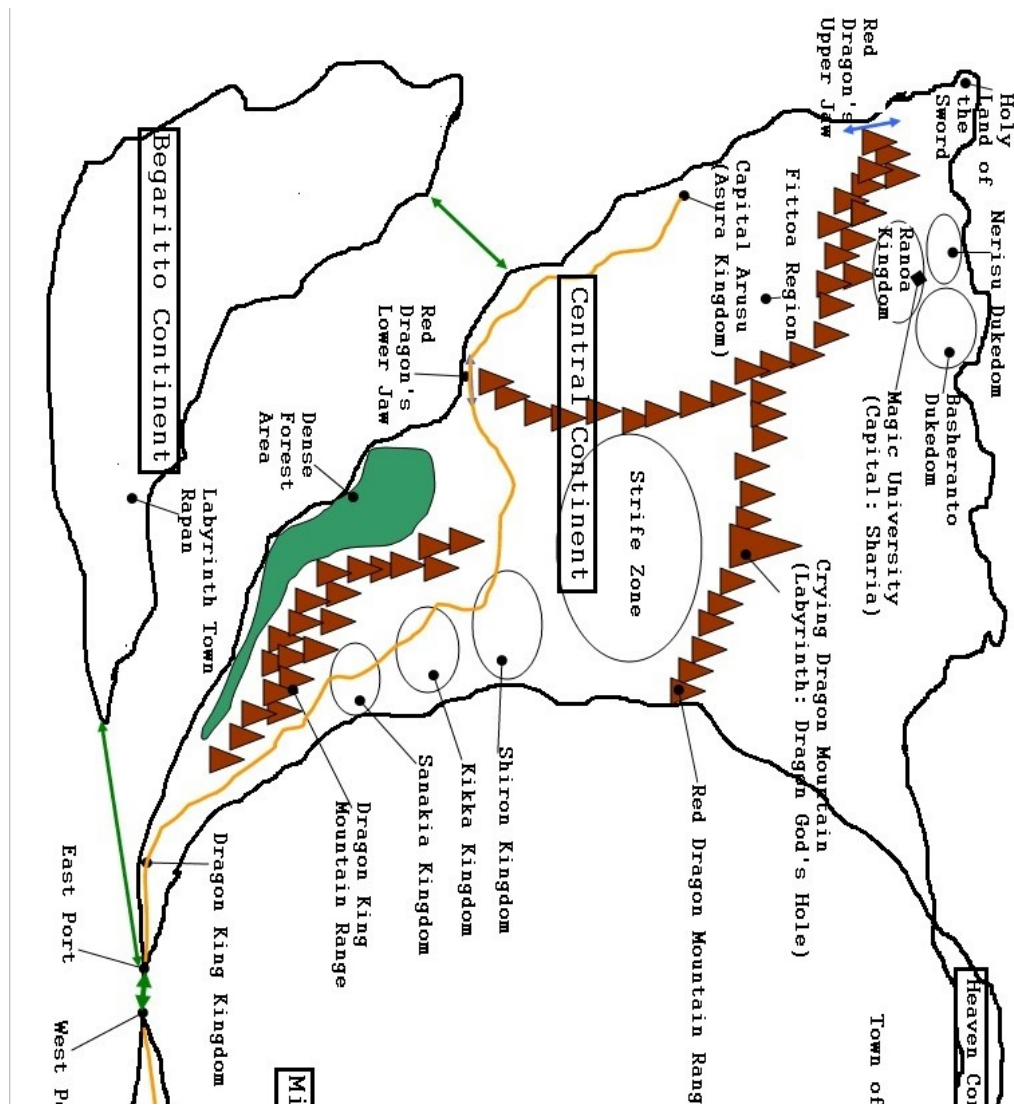 Holy
Land of
the
Sword
Nerisu Dukedom
Red
Dragon's
Upper Jaw
Ranoa
Kingdom
Basheranto
Dukedom
Magic University
(Capital: Sharia)
Heaven Con
Town of
Fittoa Region
Capital Arusu
(Asura Kingdom)
Crying Dragon Mountain
(Labyrinth: Dragon God's Hole)
Red Dragon Mountain Rang
Strife Zone
Central Continent
Shiron Kingdom
Kikka Kingdom
Sanakia Kingdom
Red
Dragon's
Lower Jaw
Dragon King
Mountain Range
Dense
Forest
Area
Mi
Dragon King Kingdom
Labyrinth Town
Rapan
Begaritto Continent
East Port
West Po